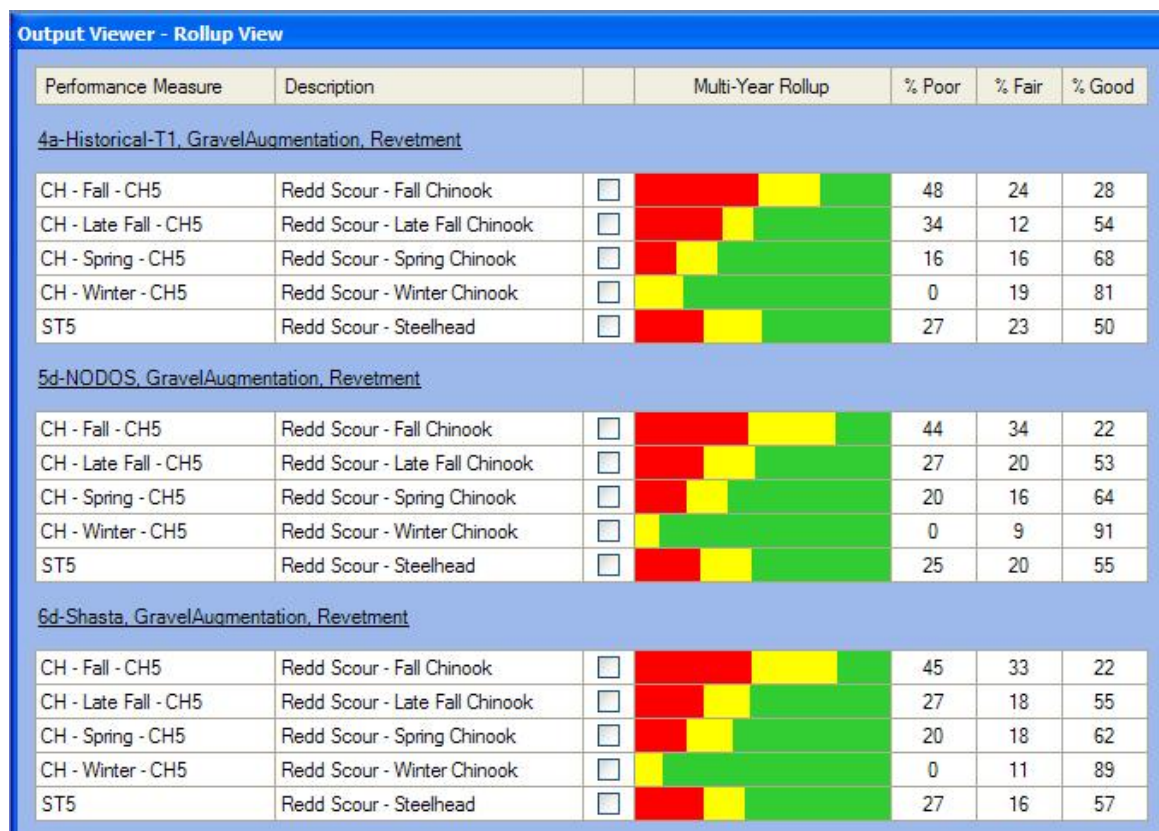 Output Viewer - Rollup View
Performance Measure Description Multi-Year Rollup % Poor % Fair % Good
4a-Historical-T1, GravelAugmentation, Revetment
CH - Fall - CH5 Redd Scour - Fall Chinook 48 24 28
CH - Late Fall - CH5 Redd Scour - Late Fall Chinook 34 12 54
CH - Spring - CH5 Redd Scour - Spring Chinook 16 16 68
CH - Winter - CH5 Redd Scour - Winter Chinook 0 19 81
ST5 Redd Scour - Steelhead 27 23 50
5d-NODOS, GravelAugmentation, Revetment
CH - Fall - CH5 Redd Scour - Fall Chinook 44 34 22
CH - Late Fall - CH5 Redd Scour - Late Fall Chinook 27 20 53
CH - Spring - CH5 Redd Scour - Spring Chinook 20 16 64
CH - Winter - CH5 Redd Scour - Winter Chinook 0 9 91
ST5 Redd Scour - Steelhead 25 20 55
6d-Shasta, GravelAugmentation, Revetment
CH - Fall - CH5 Redd Scour - Fall Chinook 45 33 22
CH - Late Fall - CH5 Redd Scour - Late Fall Chinook 27 18 55
CH - Spring - CH5 Redd Scour - Spring Chinook 20 18 62
CH - Winter - CH5 Redd Scour - Winter Chinook 0 11 89
ST5 Redd Scour - Steelhead 27 16 57